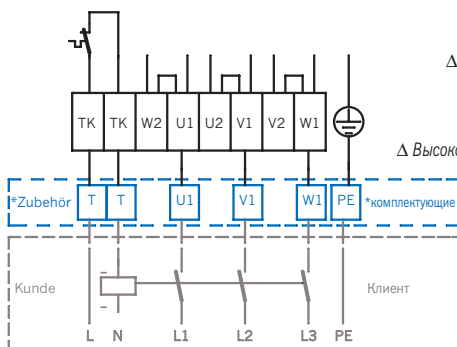 Δ
TK TK W2 U1 U2 V1 V2 W1
Δ Высоко
*Zubehör T T U1 V1 W1 PE *комплектующие
Kunde Клиент
L N L1 L2 L3 PE